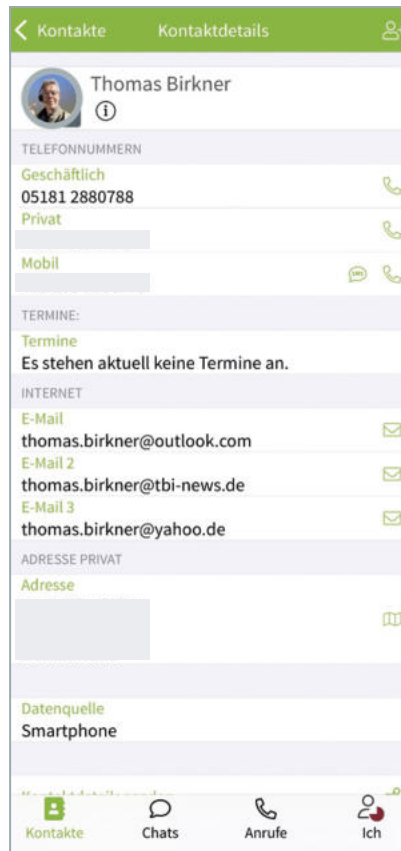 Kontakte Kontaktdetails
Thomas Birkner
TELEFONNUMMERN
Geschäftlich
05181 2880788
Privat
Mobil
SMS
TERMINE:
Termine
Es stehen aktuell keine Termine an.
INTERNET
E-Mail
thomas.birkner@outlook.com
E-Mail 2
thomas.birkner@tbi-news.de
E-Mail 3
thomas.birkner@yahoo.de
ADRESSE PRIVAT
Adresse
Datenquelle
Smartphone
Kontakte Chats Anrufe Ich